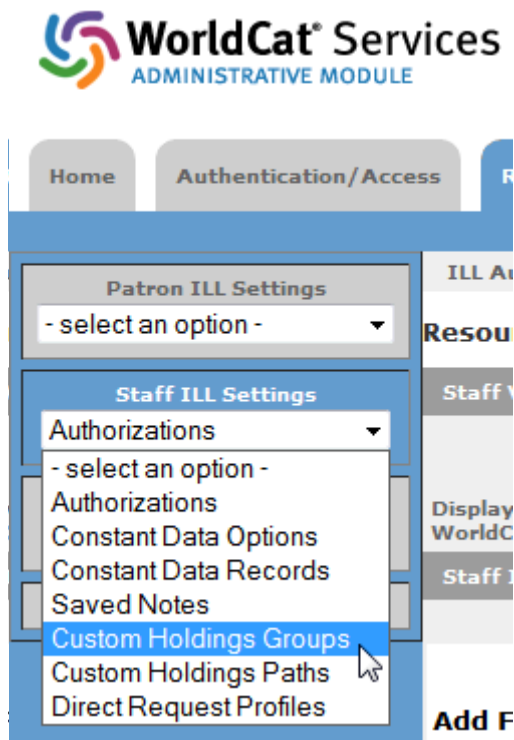 WorldCat® Services
ADMINISTRATIVE MODULE
Home
Authentication/Access
Patron ILL Settings
- select an option -
Staff ILL Settings
Authorizations
- select an option -
Authorizations
Constant Data Options
Constant Data Records
Saved Notes
Custom Holdings Groups
Custom Holdings Paths
Direct Request Profiles
ILL Au
Resou
Staff
Display
WorldC
Staff I
Add F